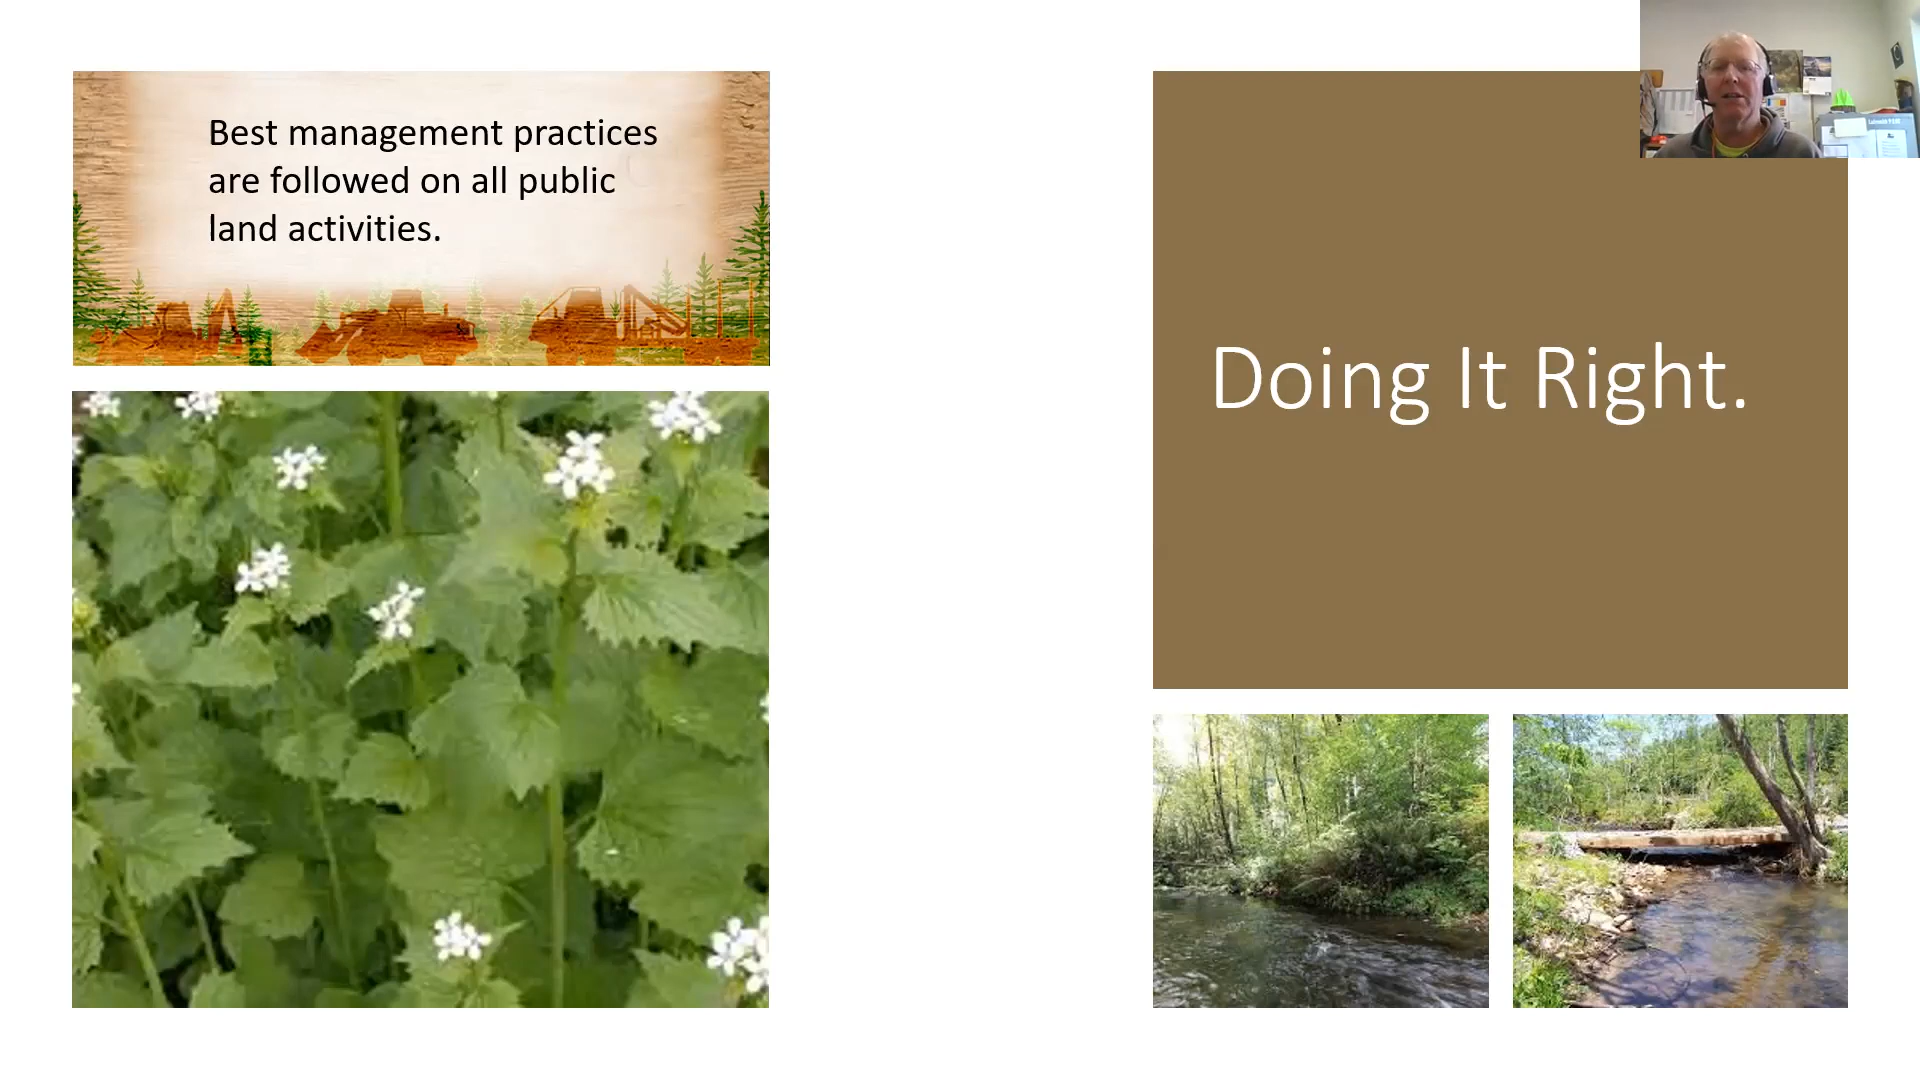 Best management practices
are followed on all public
land activities.
Doing It Right.